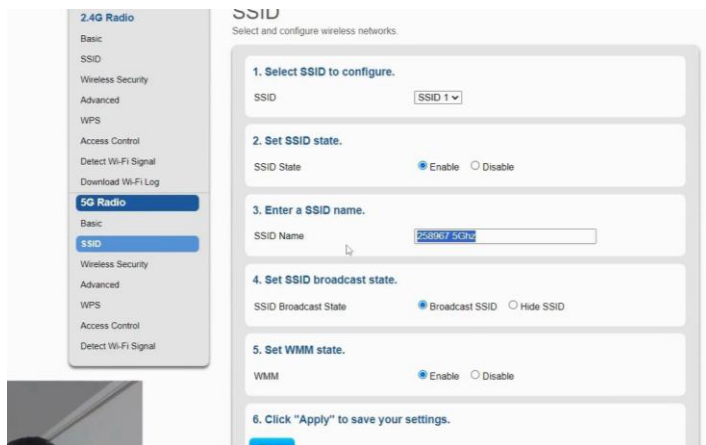 2.4G Radio
Basic
SSID
Wireless Security
Advanced
WPS
Access Control
Detect Wi-Fi Signal
Download Wi-Fi Log
5G Radio
Basic
SSID
Wireless Security
Advanced
WPS
Access Control
Detect Wi-Fi Signal
SSID
Select and configure wireless networks.
1. Select SSID to configure.
SSID SSID 1
2. Set SSID state.
SSID State Enable Disable
3. Enter a SSID name.
SSID Name 258967 5Ghz
4. Set SSID broadcast state.
SSID Broadcast State Broadcast SSID Hide SSID
5. Set WMM state.
WMM Enable Disable
6. Click "Apply" to save your settings.